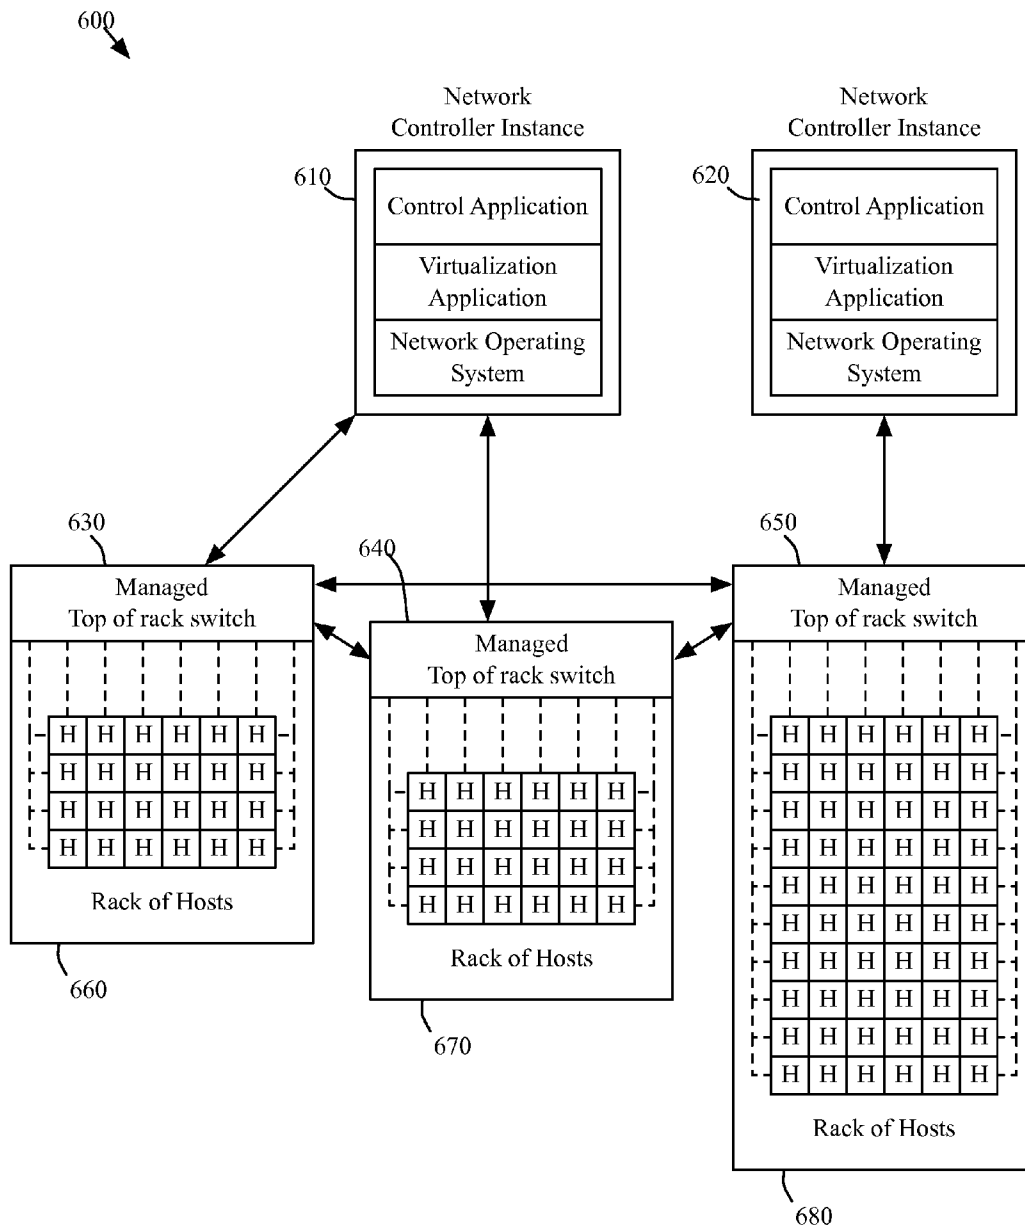 600
Network
Controller Instance
Network
Controller Instance
610
620
Control Application
Virtualization
Application
Network Operating
System
Control Application
Virtualization
Application
Network Operating
System
630
640
650
Managed
Top of rack switch
Managed
Top of rack switch
Managed
Top of rack switch
H H H H H H
H H H H H H
H H H H H H
H H H H H H
Rack of Hosts
660
H H H H H H
H H H H H H
H H H H H H
H H H H H H
Rack of Hosts
670
H H H H H H
H H H H H H
H H H H H H
H H H H H H
H H H H H H
H H H H H H
H H H H H H
H H H H H H
H H H H H H
H H H H H H
Rack of Hosts
680